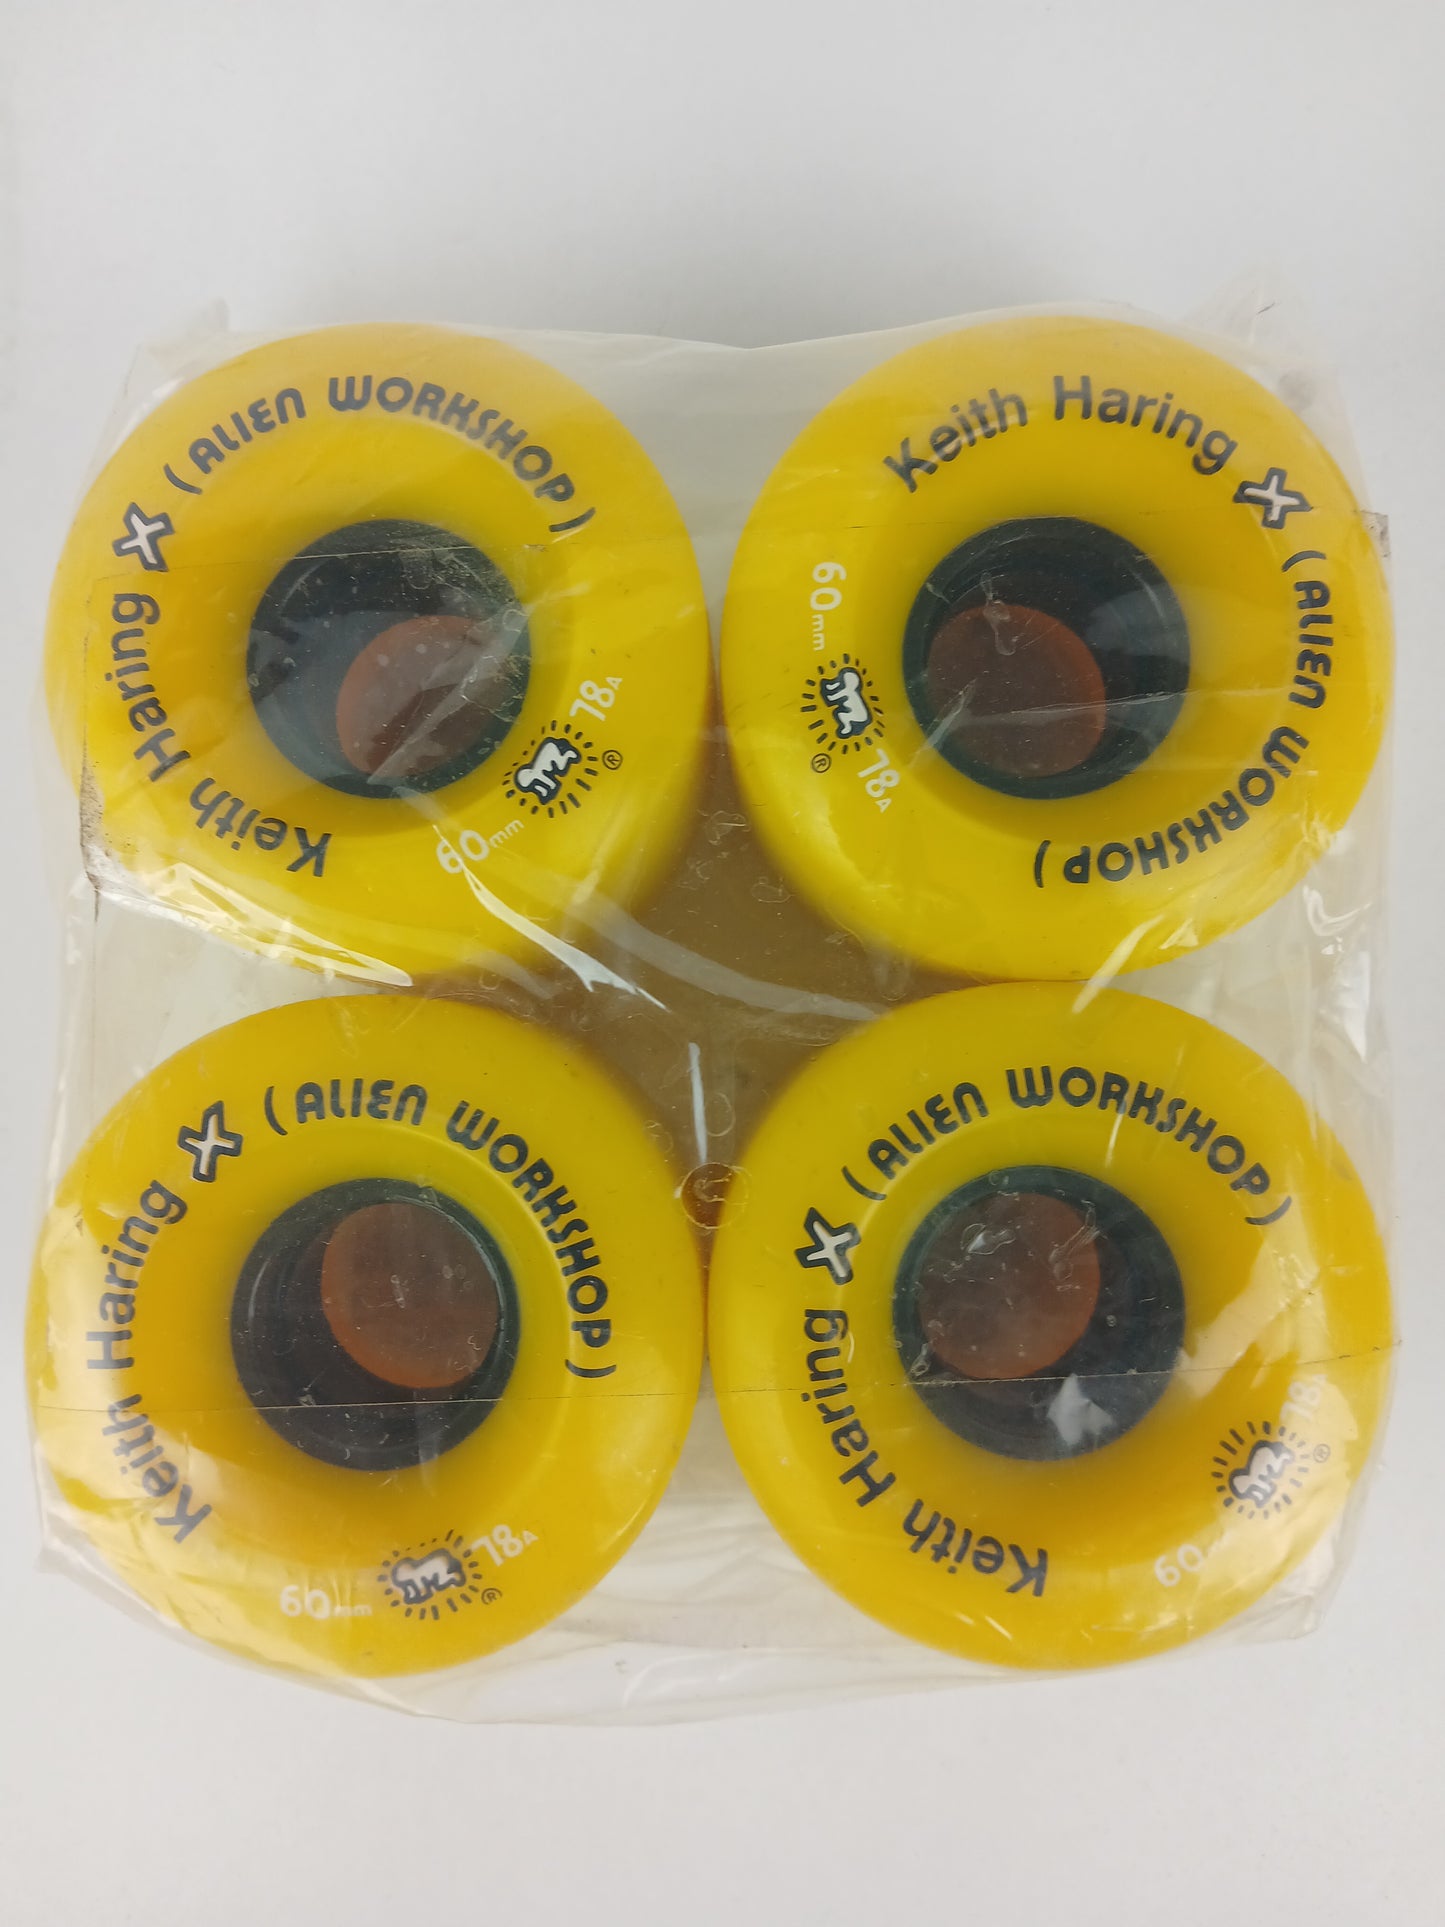 Keith Haring X (ALIEN WORKSHOP)
60mm 78A ®
Keith Haring X (ALIEN WORKSHOP)
60mm ® 78A
Keith Haring X (ALIEN WORKSHOP)
60mm 78A ®
Keith Haring X (ALIEN WORKSHOP)
60 78A ®